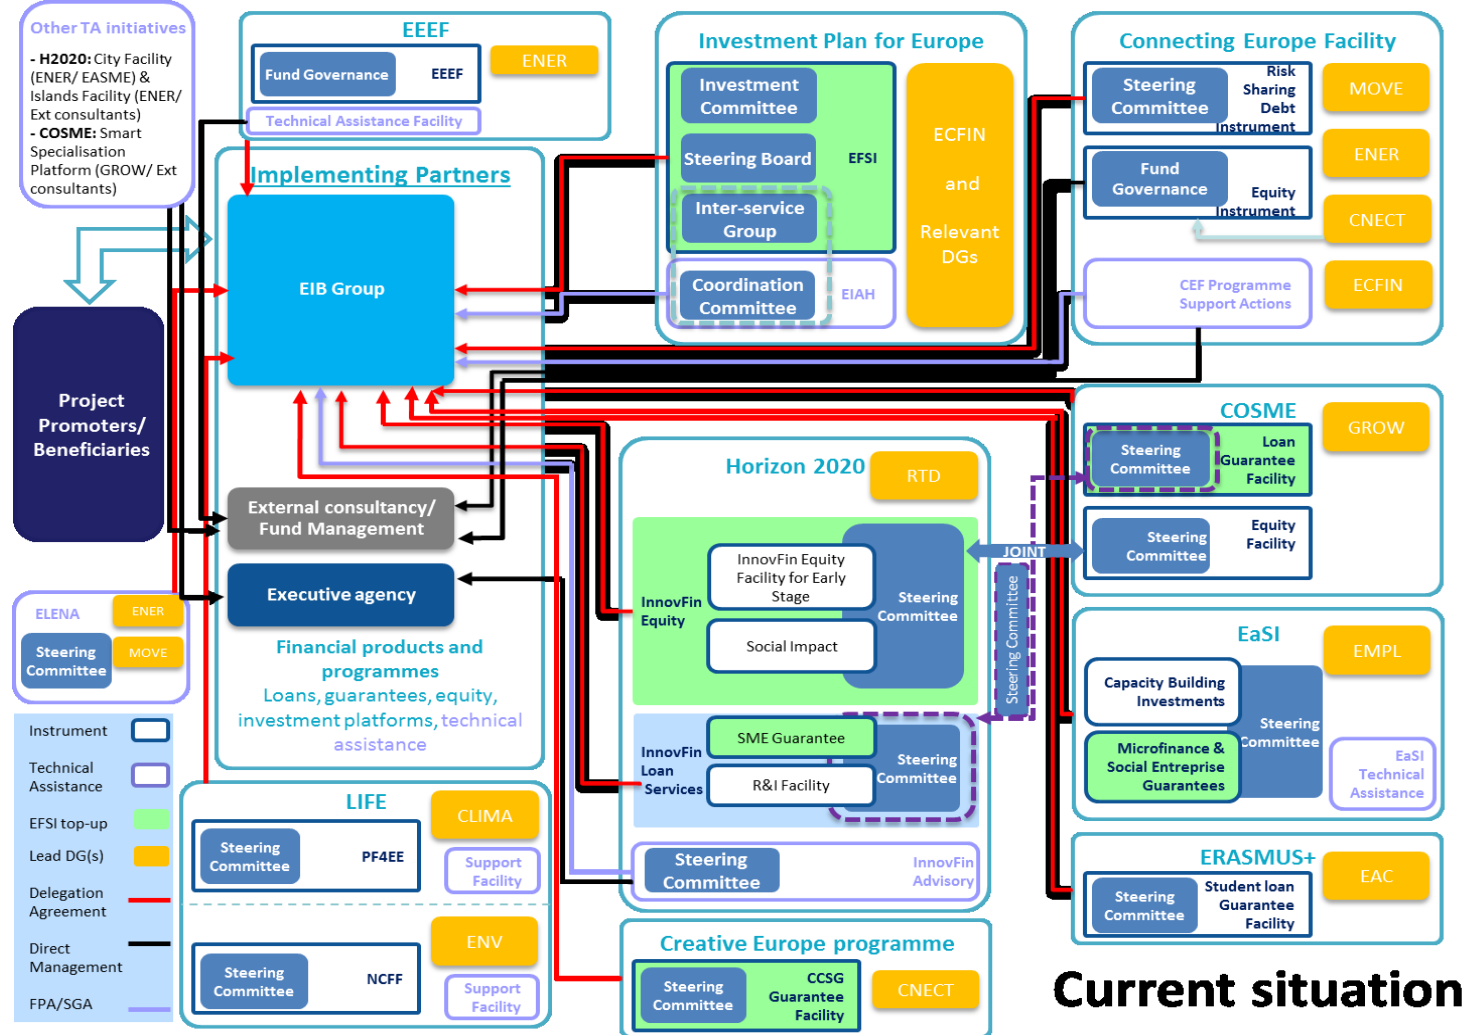 Other TA initiatives
- H2020: City Facility
(ENER/ EASME) &
Islands Facility (ENER/
Ext consultants)
- COSME: Smart
Specialisation
Platform (GROW/ Ext
consultants)
EEEF
Fund Governance
EEEF
ENER
Technical Assistance Facility
Implementing Partners
EIB Group
Project
Promoters/
Beneficiaries
External consultancy/
Fund Management
Executive agency
Financial products and
programmes
Loans, guarantees, equity,
investment platforms, technical
assistance
Investment Plan for Europe
Investment
Committee
Steering Board
EFSI
Inter-service
Group
Coordination
Committee
EIAH
ECFIN
and
Relevant
DGs
Connecting Europe Facility
Steering
Committee
Risk
Sharing
Debt
Instrument
MOVE
ENER
Fund
Governance
Equity
Instrument
CNECT
CEF Programme
Support Actions
ECFIN
COSME
GROW
Steering
Committee
Loan
Guarantee
Facility
Steering
Committee
Equity
Facility
Horizon 2020
RTD
InnovFin
Equity
InnovFin Equity
Facility for Early
Stage
Social Impact
Steering
Committee
JOINT
Steering Committee
InnovFin
Loan
Services
SME Guarantee
R&I Facility
Steering
Committee
Steering
Committee
InnovFin
Advisory
EaSI
EMPL
Capacity Building
Investments
Microfinance &
Social Entreprise
Guarantees
Steering
Committee
EaSI
Technical
Assistance
ERASMUS+
EAC
Steering
Committee
Student loan
Guarantee
Facility
Creative Europe programme
Steering
Committee
CCSG
Guarantee
Facility
CNECT
ELENA
ENER
Steering
Committee
MOVE
Instrument
Technical
Assistance
EFSI top-up
Lead DG(s)
Delegation
Agreement
Direct
Management
FPA/SGA
LIFE
CLIMA
Steering
Committee
PF4EE
Support
Facility
ENV
Steering
Committee
NCFF
Support
Facility
Current situation